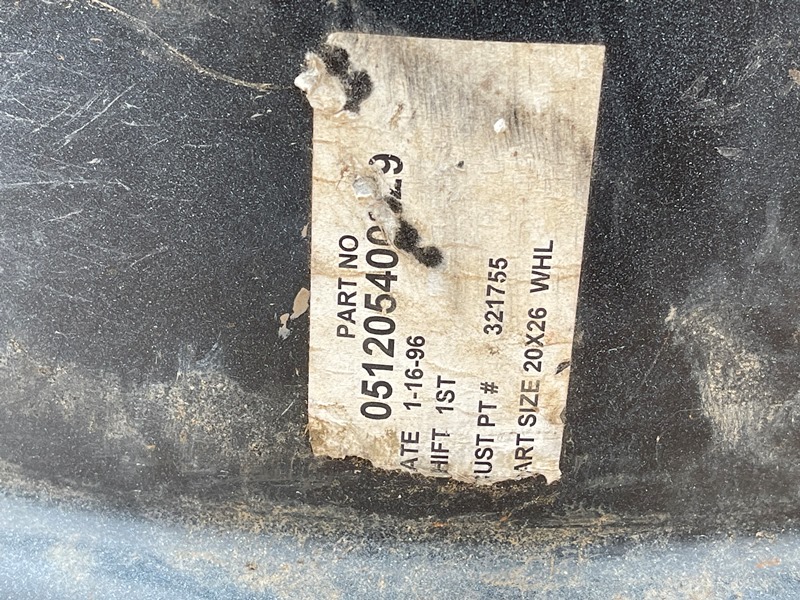 PART NO
ATE 1-16-96
HIFT 1ST
UST PT # 321755
ART SIZE 20X26 WHL